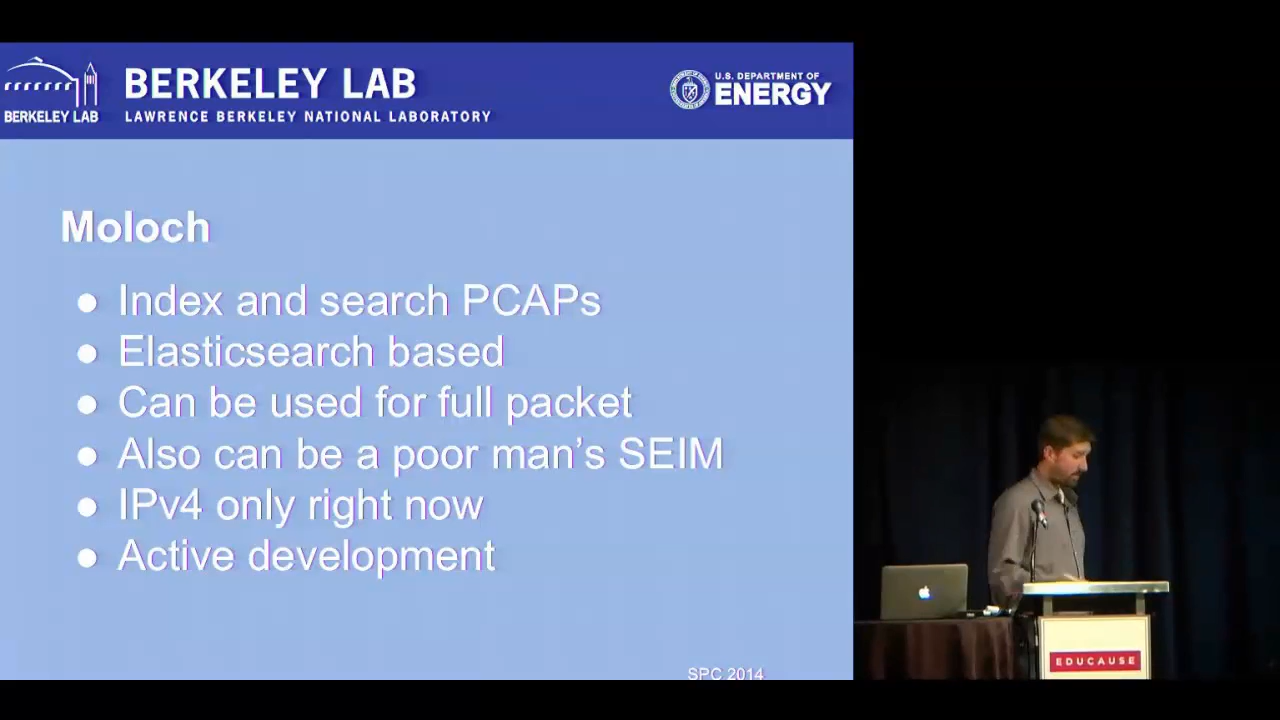 BERKELEY LAB
BERKELEY LAB
LAWRENCE BERKELEY NATIONAL LABORATORY
U.S. DEPARTMENT OF
ENERGY
Moloch
● Index and search PCAPs
● Elasticsearch based
● Can be used for full packet
● Also can be a poor man's SEIM
● IPv4 only right now
● Active development
SPC 2014
EDUCAUSE